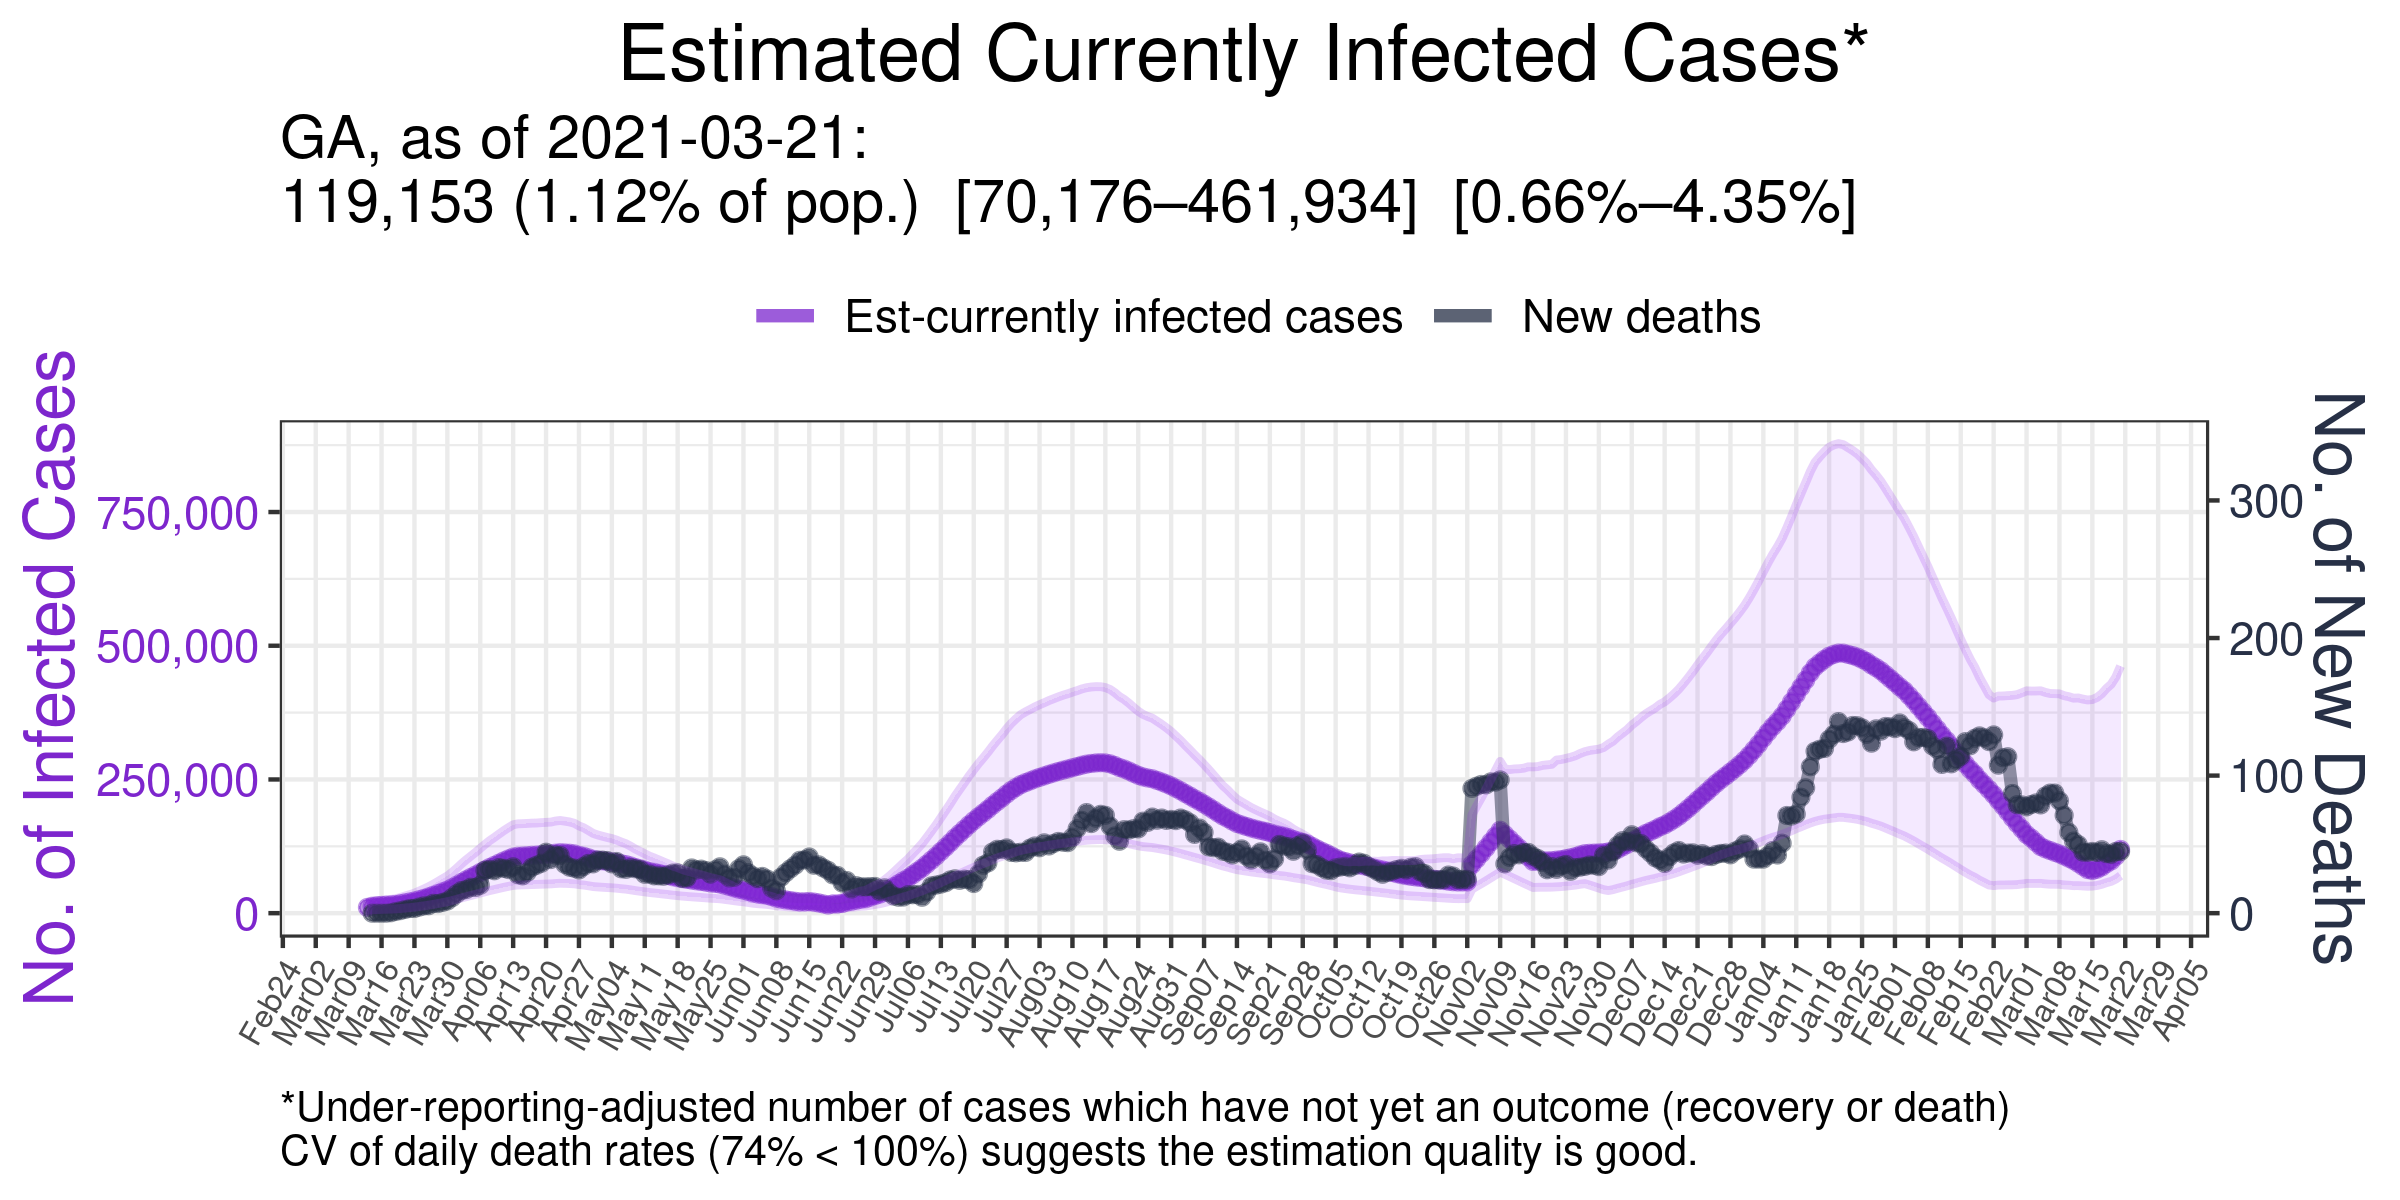 Estimated Currently Infected Cases*
GA, as of 2021-03-21:
119,153 (1.12% of pop.)  [70,176–461,934]  [0.66%–4.35%]
Est-currently infected cases
New deaths
No. of Infected Cases
750,000
500,000
250,000
0
300
200
100
0
No. of New Deaths
Feb24
Mar02
Mar09
Mar16
Mar23
Mar30
Apr06
Apr13
Apr20
Apr27
May04
May11
May18
May25
Jun01
Jun08
Jun15
Jun22
Jun29
Jul06
Jul13
Jul20
Jul27
Aug03
Aug10
Aug17
Aug24
Aug31
Sep07
Sep14
Sep21
Sep28
Oct05
Oct12
Oct19
Oct26
Nov02
Nov09
Nov16
Nov23
Nov30
Dec07
Dec14
Dec21
Dec28
Jan04
Jan11
Jan18
Jan25
Feb01
Feb08
Feb15
Feb22
Mar01
Mar08
Mar15
Mar22
Mar29
Apr05
*Under-reporting-adjusted number of cases which have not yet an outcome (recovery or death)
CV of daily death rates (74% < 100%) suggests the estimation quality is good.